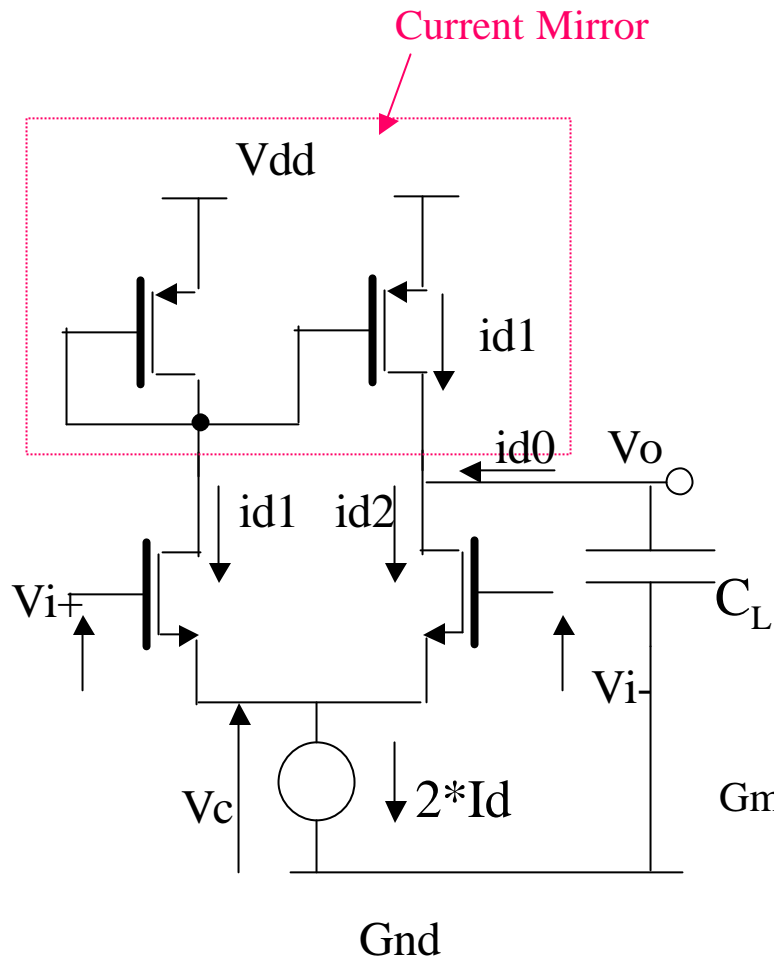 Current Mirror
Vdd
id1
id0
Vo
id1
id2
Vi+
CL
Vi-
Vc
2*Id
Gm
Gnd